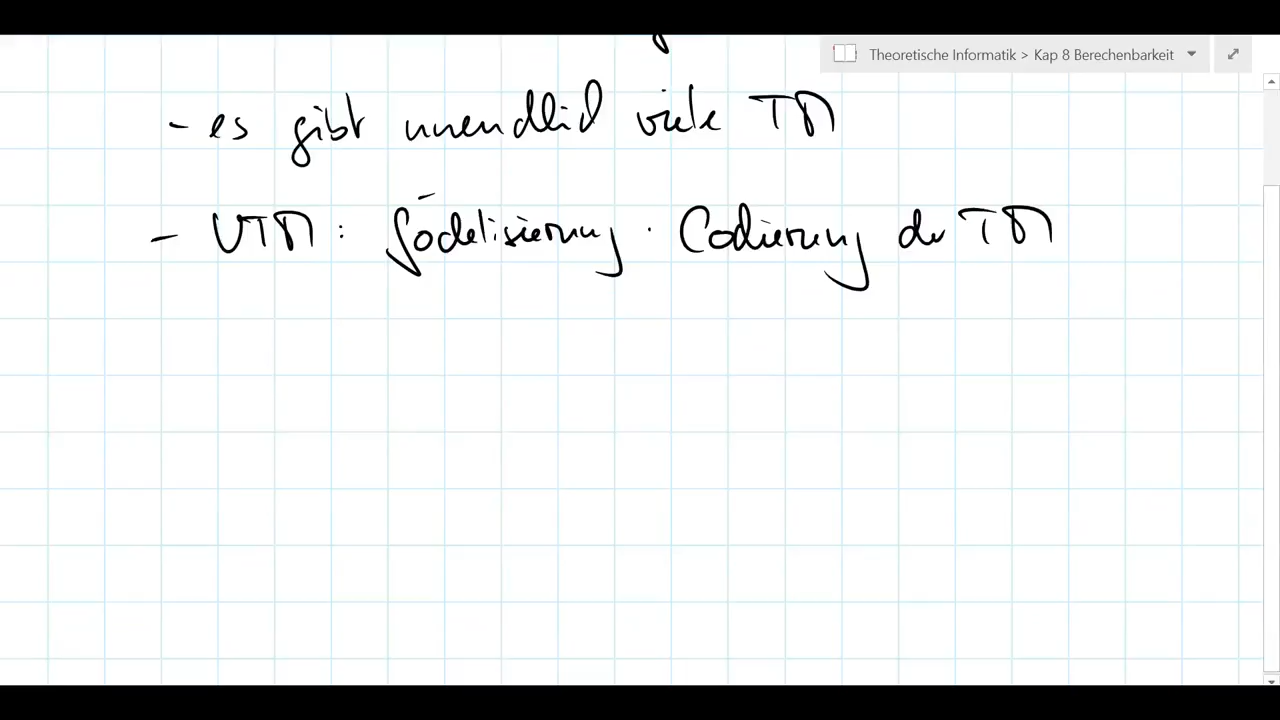 Theoretische Informatik > Kap 8 Berechenbarkeit
- es gibt unendlich viele TM
- UTM: Gödelisierung. Codierung der TM